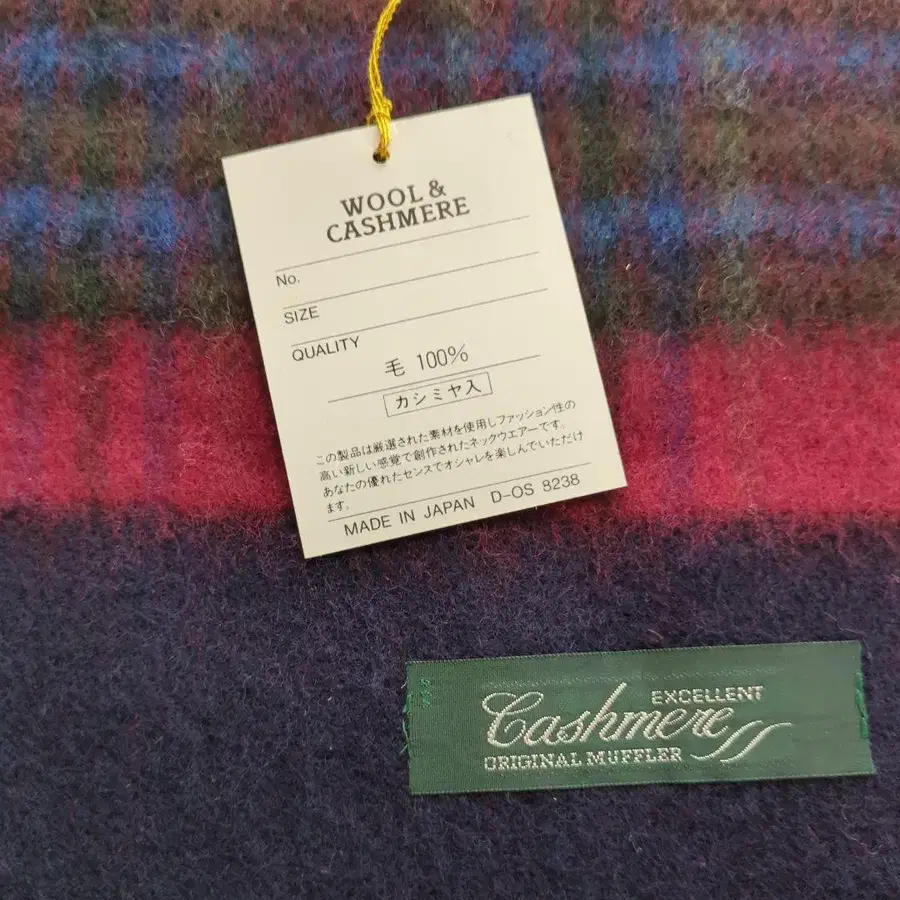 WOOL &
CASHMERE
No.
SIZE
QUALITY
毛 100%
カシミヤ入
この製品は厳選された素材を使用しファッション性の
高い新しい感覚で創作されたネックウエアーです。
あなたの優れたセンスでオシャレを楽しんでいただけ
ます。
MADE IN JAPAN D-OS 8238
EXCELLENT
Cashmere
ORIGINAL MUFFLER